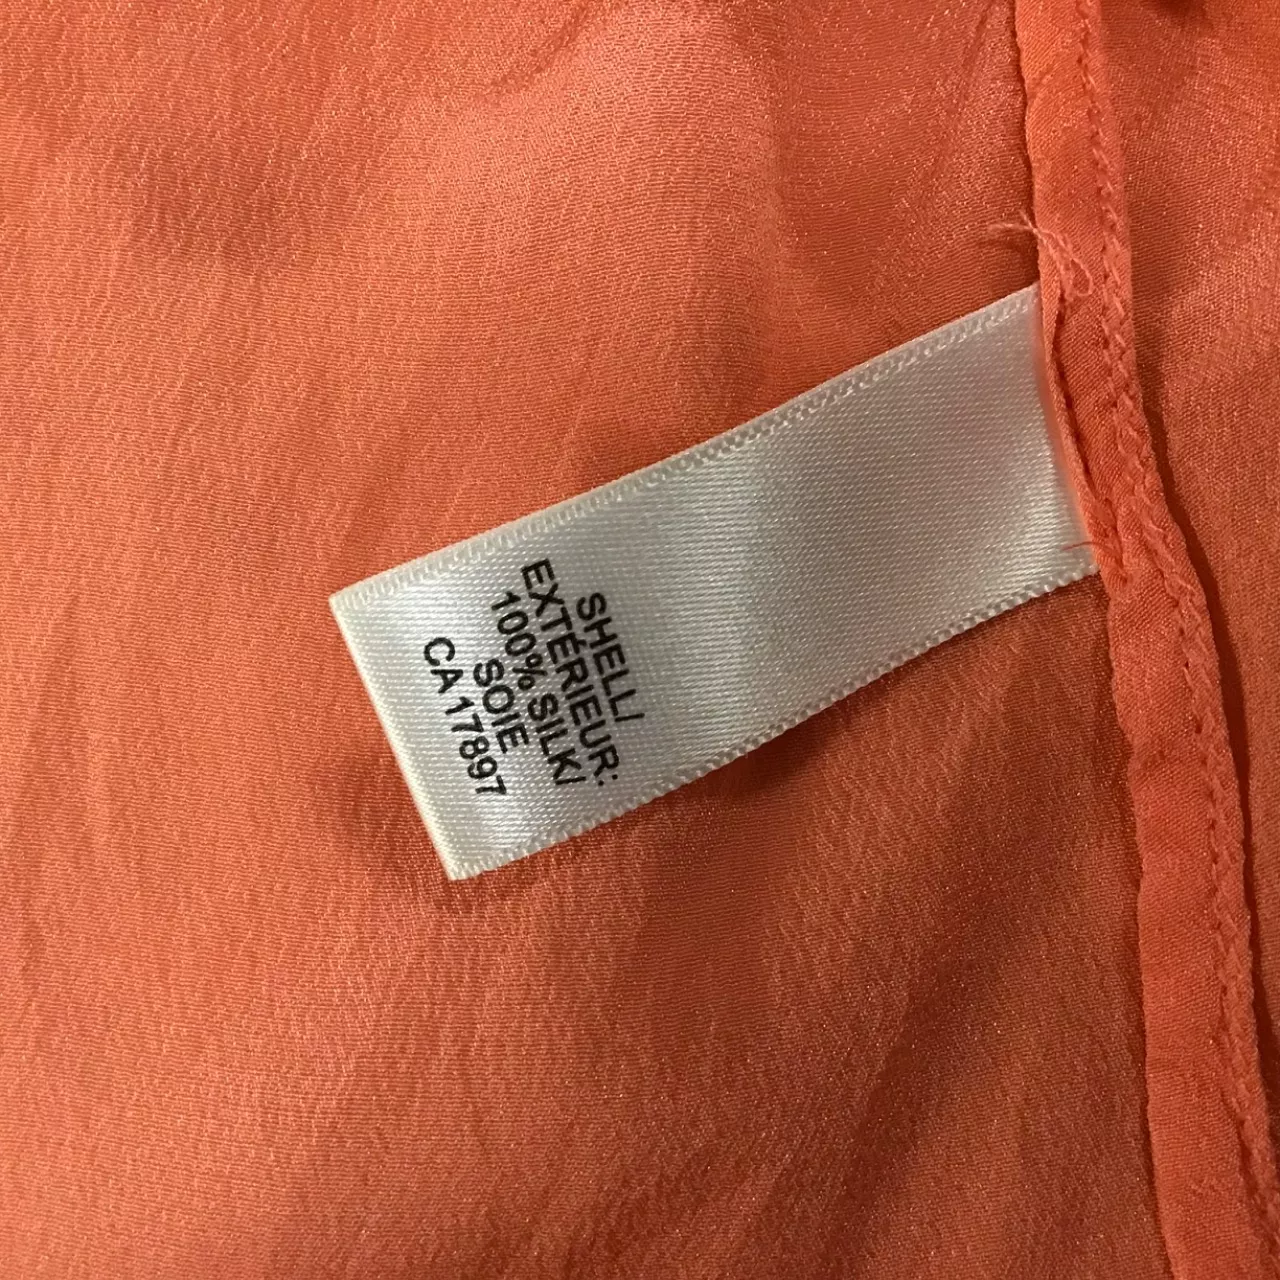 SHELL/
EXTÉRIEUR:
100% SILK/
SOIE
CA 17897